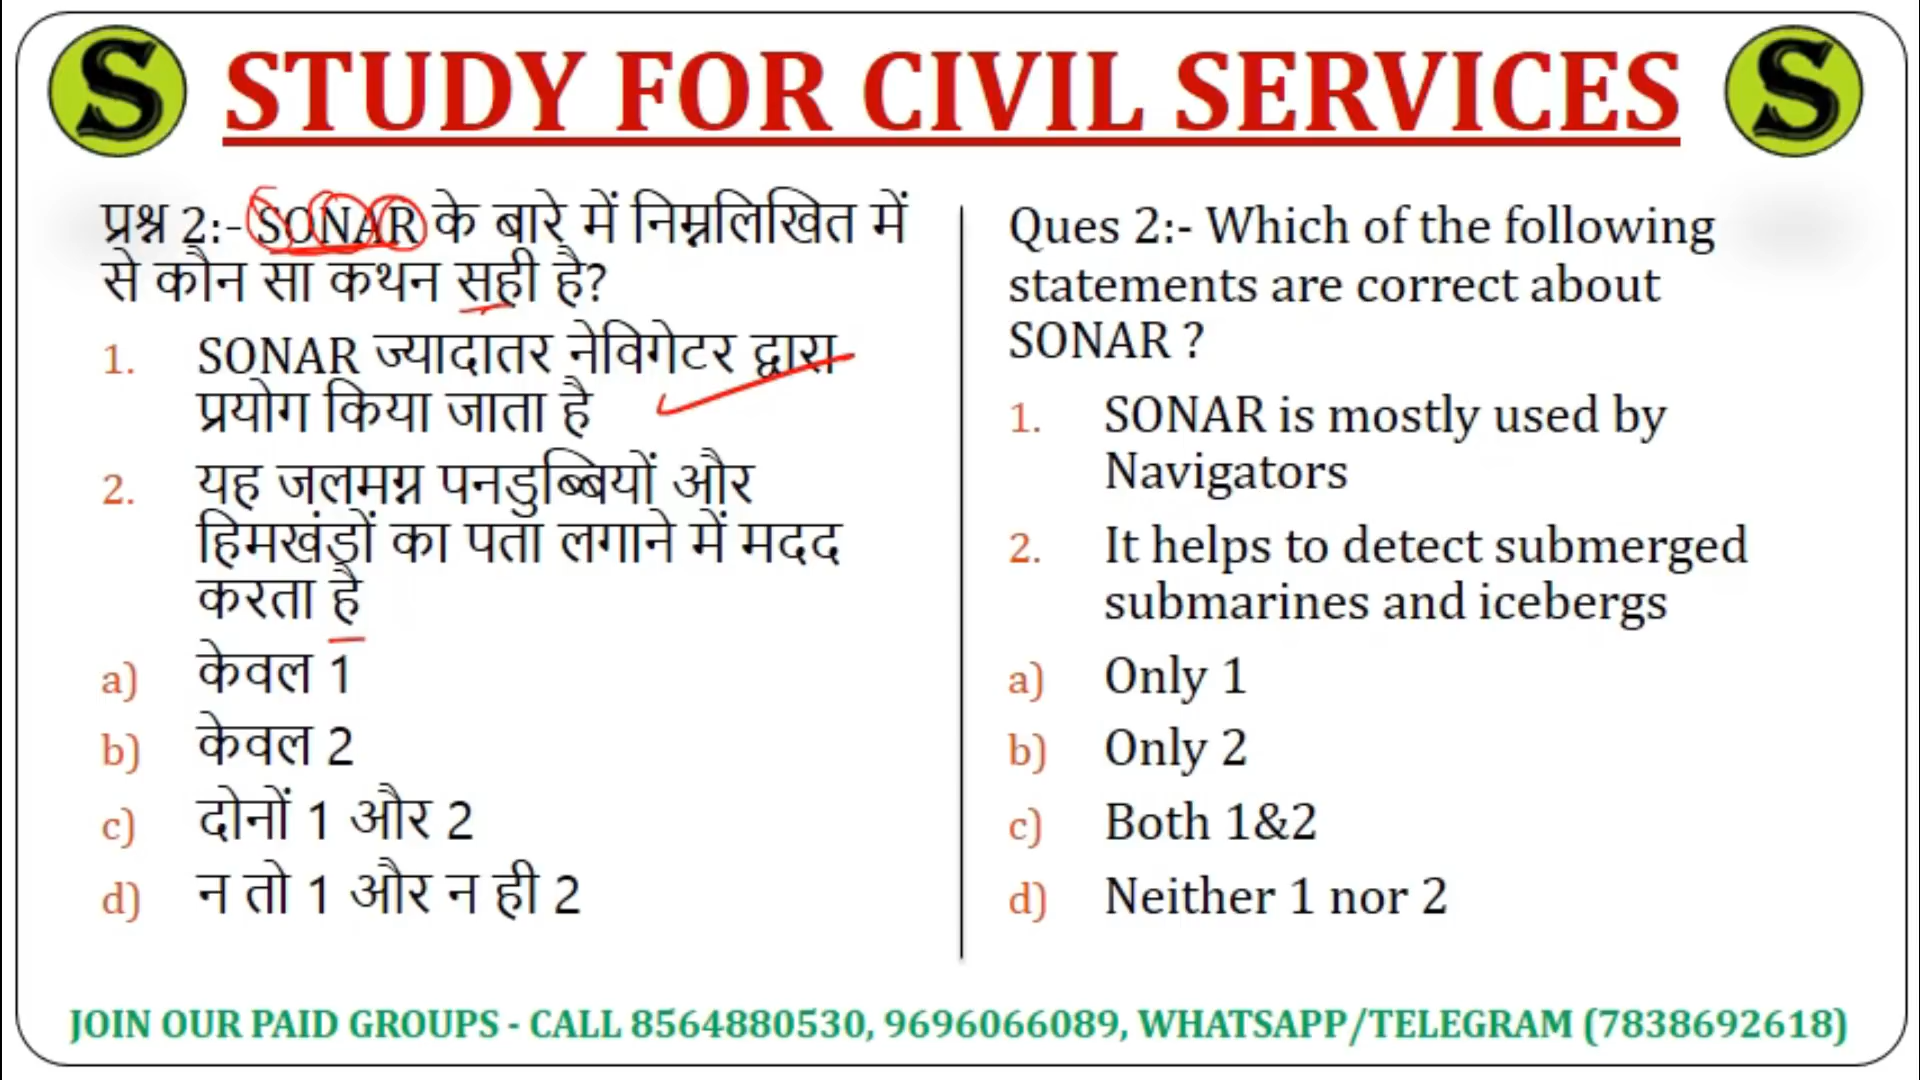 S STUDY FOR CIVIL SERVICES S
प्रश्न 2:- SONAR के बारे में निम्नलिखित में
से कौन सा कथन सही है?
1. SONAR ज्यादातर नेविगेटर द्वारा
प्रयोग किया जाता है
2. यह जलमग्न पनडुब्बियों और
हिमखंडों का पता लगाने में मदद
करता है
a) केवल 1
b) केवल 2
c) दोनों 1 और 2
d) न तो 1 और न ही 2
Ques 2:- Which of the following
statements are correct about
SONAR ?
1. SONAR is mostly used by
Navigators
2. It helps to detect submerged
submarines and icebergs
a) Only 1
b) Only 2
c) Both 1&2
d) Neither 1 nor 2
JOIN OUR PAID GROUPS - CALL 8564880530, 9696066089, WHATSAPP/TELEGRAM (7838692618)